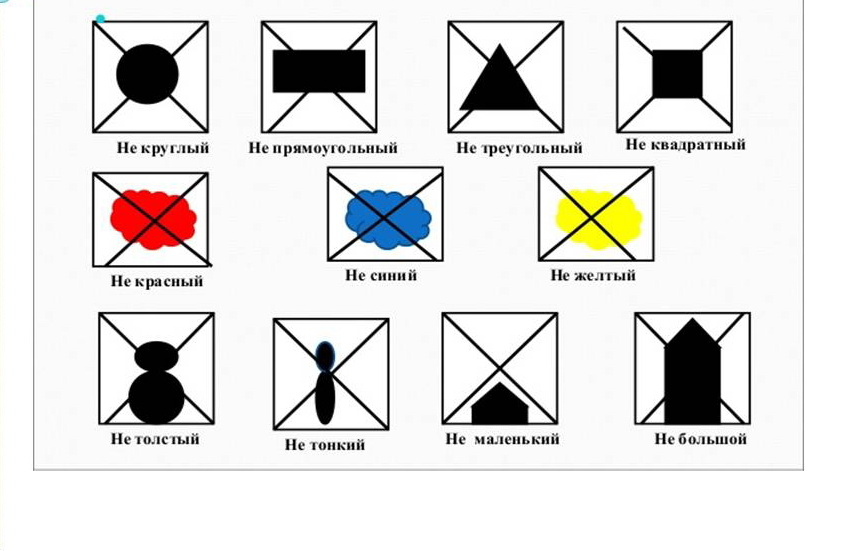 Не круглый
Не прямоугольный
Не треугольный
Не квадратный
Не красный
Не синий
Не желтый
Не толстый
Не тонкий
Не маленький
Не большой